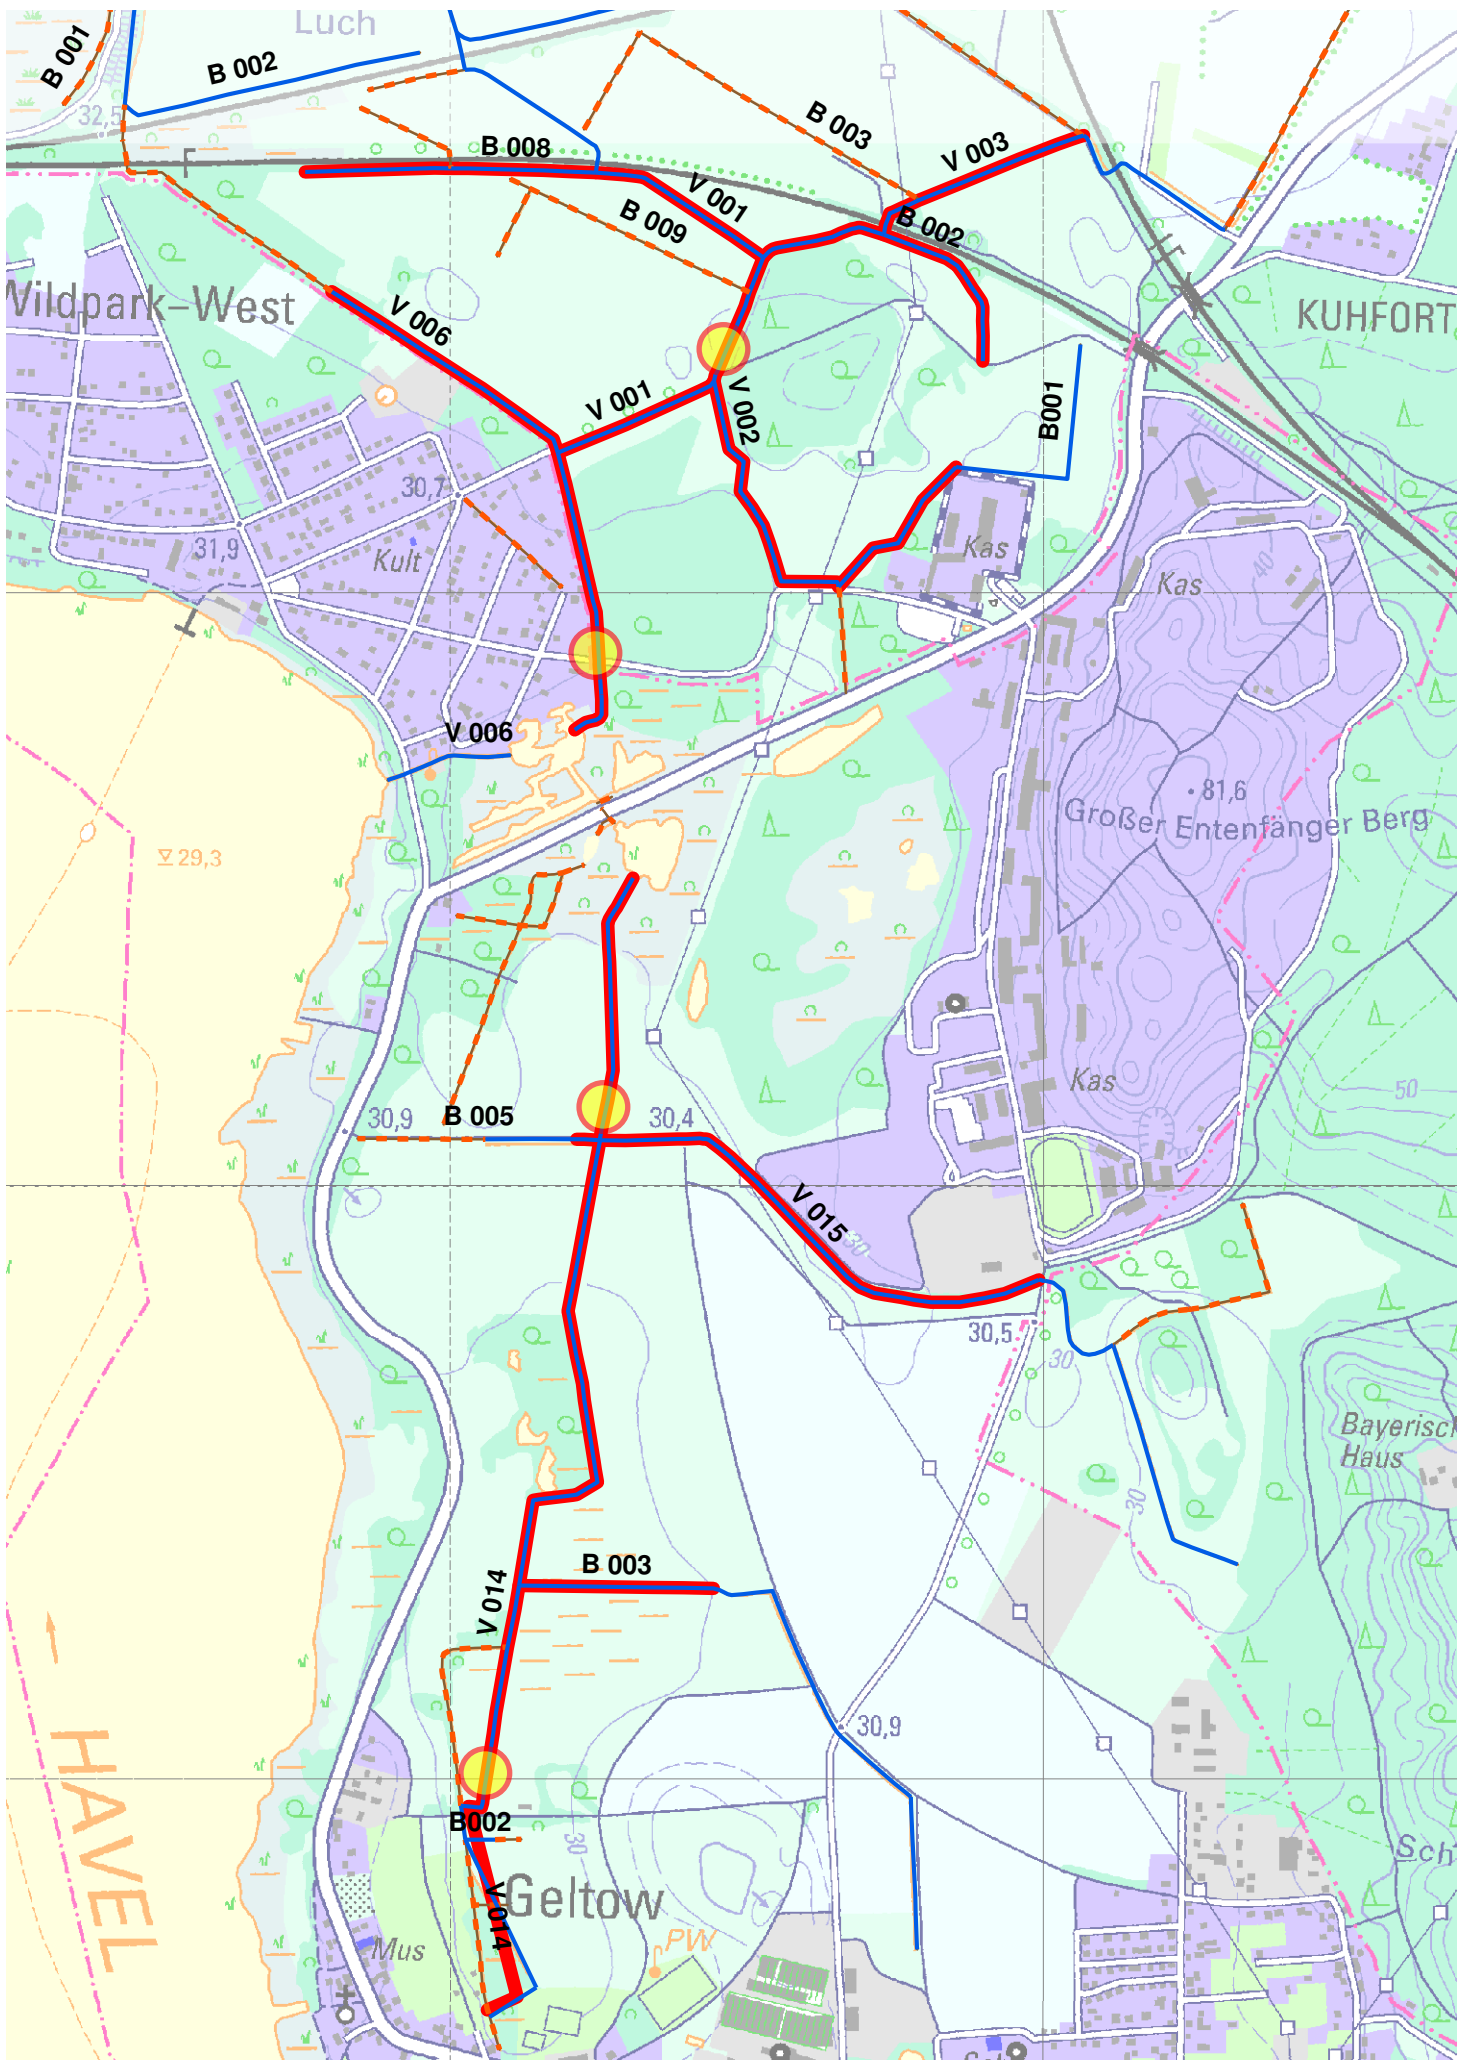 Luch
B 001
B 002
32,5
B 003
V 003
B 008
V 001
B 009
B 002
Wildpark-West
V 006
KUHFORT
V 001
V 002
B001
30,7
31,9
Kult
Kas
40
Kas
V 006
81,6
Großer Entenfänger Berg
29,3
Kas
50
30,9
B 005
30,4
V 015
30
30,5
30
Bayerisch
Haus
30
B 003
V 014
30,9
HAVEL
B002
30
Sch
V 014
Geltow
Mus
PW